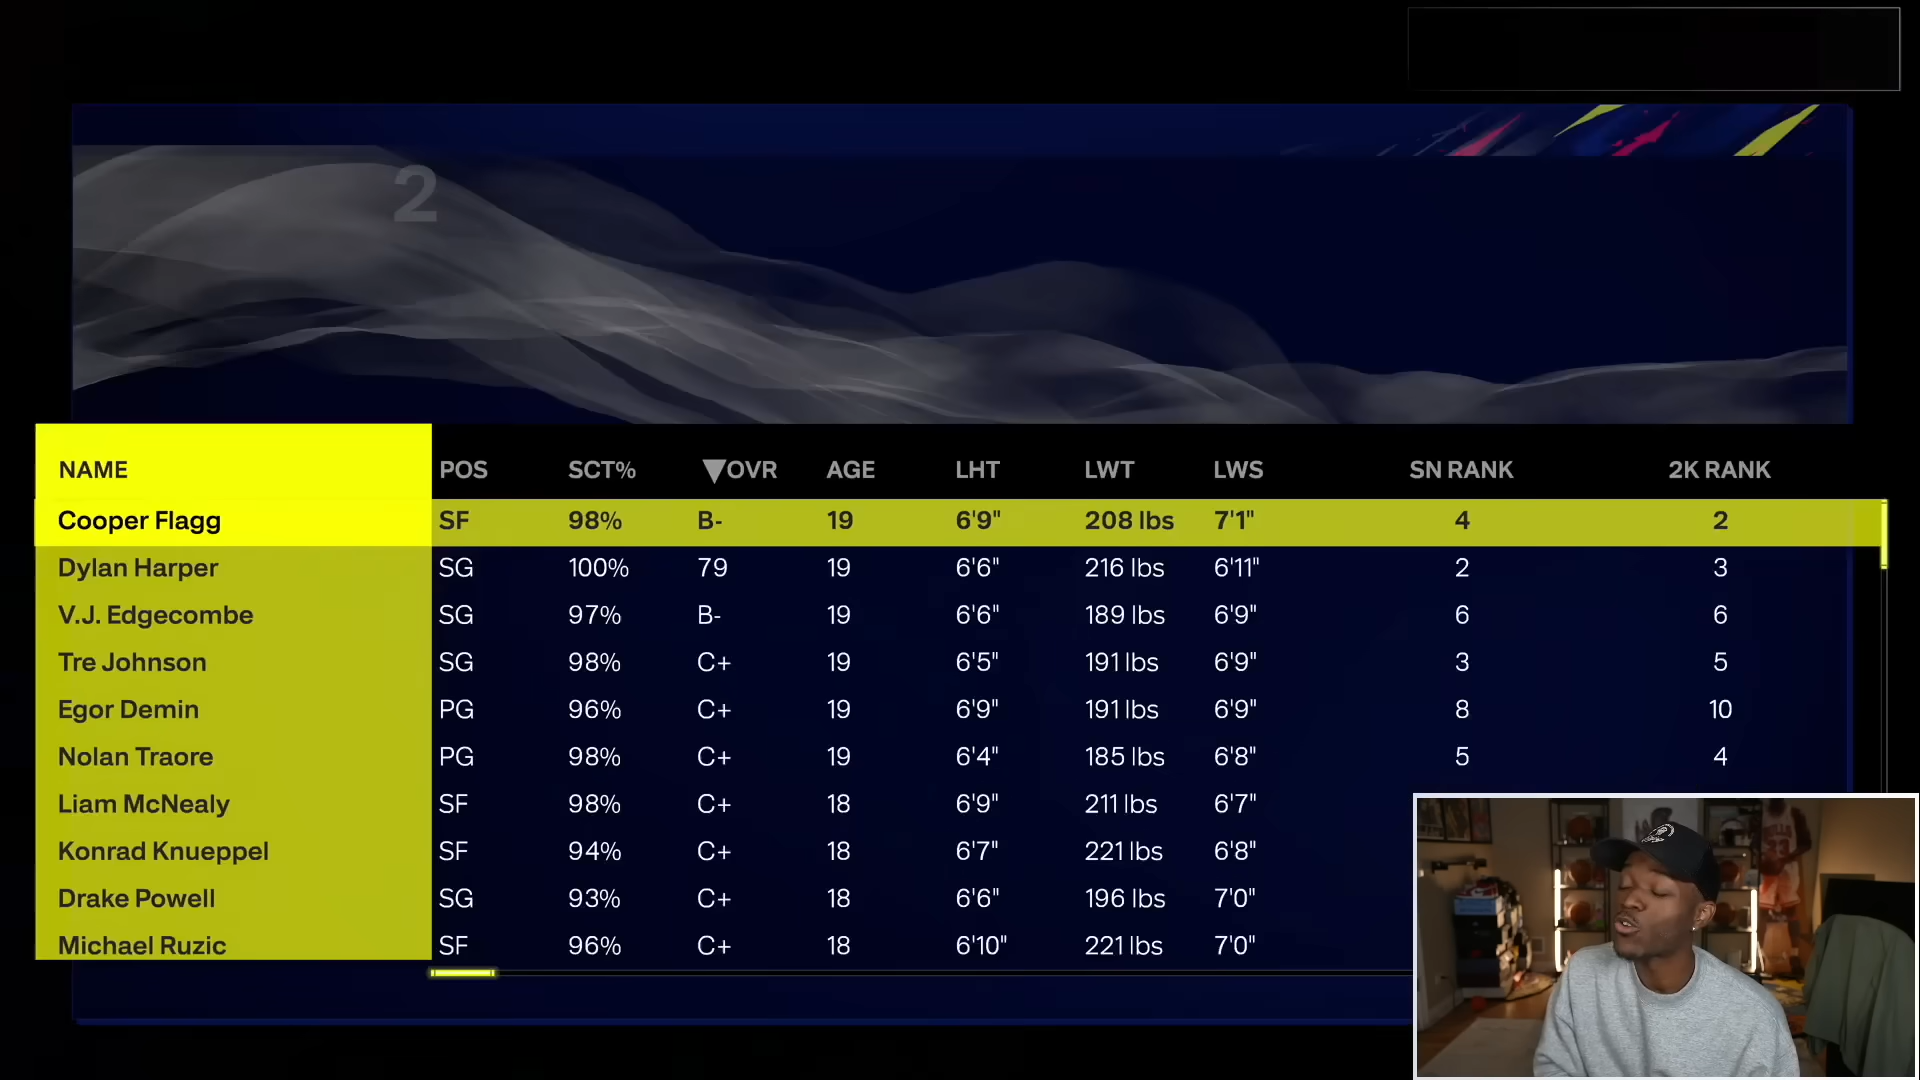 2
NAME POS SCT% ▼OVR AGE LHT LWT LWS SN RANK 2K RANK
Cooper Flagg SF 98% B- 19 6'9" 208 lbs 7'1" 4 2
Dylan Harper SG 100% 79 19 6'6" 216 lbs 6'11" 2 3
V.J. Edgecombe SG 97% B- 19 6'6" 189 lbs 6'9" 6 6
Tre Johnson SG 98% C+ 19 6'5" 191 lbs 6'9" 3 5
Egor Demin PG 96% C+ 19 6'9" 191 lbs 6'9" 8 10
Nolan Traore PG 98% C+ 19 6'4" 185 lbs 6'8" 5 4
Liam McNealy SF 98% C+ 18 6'9" 211 lbs 6'7"
Konrad Knueppel SF 94% C+ 18 6'7" 221 lbs 6'8"
Drake Powell SG 93% C+ 18 6'6" 196 lbs 7'0"
Michael Ruzic SF 96% C+ 18 6'10" 221 lbs 7'0"